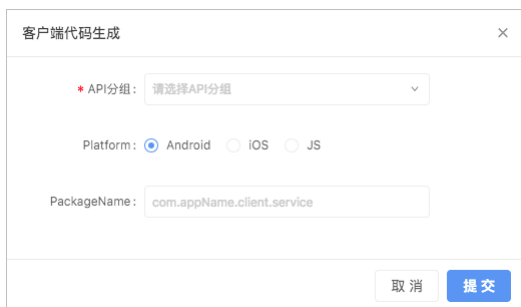 客户端代码生成
* API分组: 请选择API分组
Platform: Android iOS JS
PackageName: com.appName.client.service
取 消 提 交